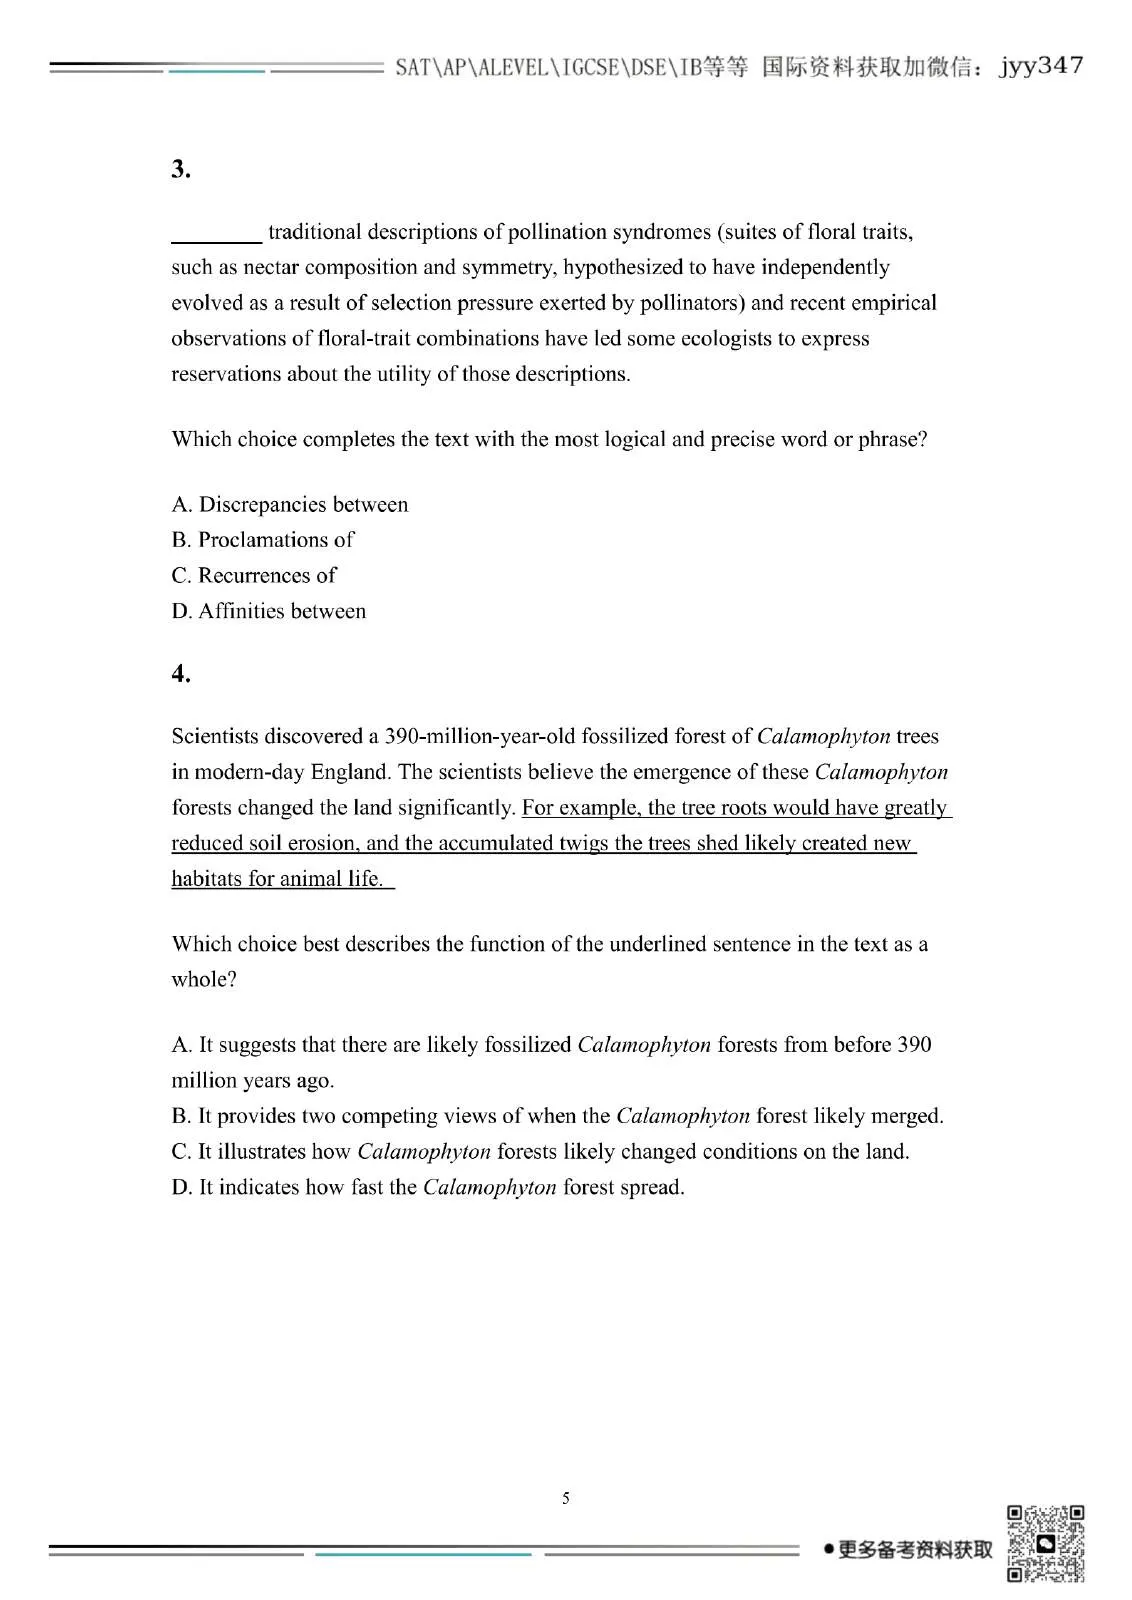 SAT\AP\ALEVEL\IGCSE\DSE\IB等等 国际资料获取加微信：jyy347
3.
________ traditional descriptions of pollination syndromes (suites of floral traits,
such as nectar composition and symmetry, hypothesized to have independently
evolved as a result of selection pressure exerted by pollinators) and recent empirical
observations of floral-trait combinations have led some ecologists to express
reservations about the utility of those descriptions.
Which choice completes the text with the most logical and precise word or phrase?
A. Discrepancies between
B. Proclamations of
C. Recurrences of
D. Affinities between
4.
Scientists discovered a 390-million-year-old fossilized forest of Calamophyton trees
in modern-day England. The scientists believe the emergence of these Calamophyton
forests changed the land significantly. For example, the tree roots would have greatly
reduced soil erosion, and the accumulated twigs the trees shed likely created new
habitats for animal life.
Which choice best describes the function of the underlined sentence in the text as a
whole?
A. It suggests that there are likely fossilized Calamophyton forests from before 390
million years ago.
B. It provides two competing views of when the Calamophyton forest likely merged.
C. It illustrates how Calamophyton forests likely changed conditions on the land.
D. It indicates how fast the Calamophyton forest spread.
5
●更多备考资料获取